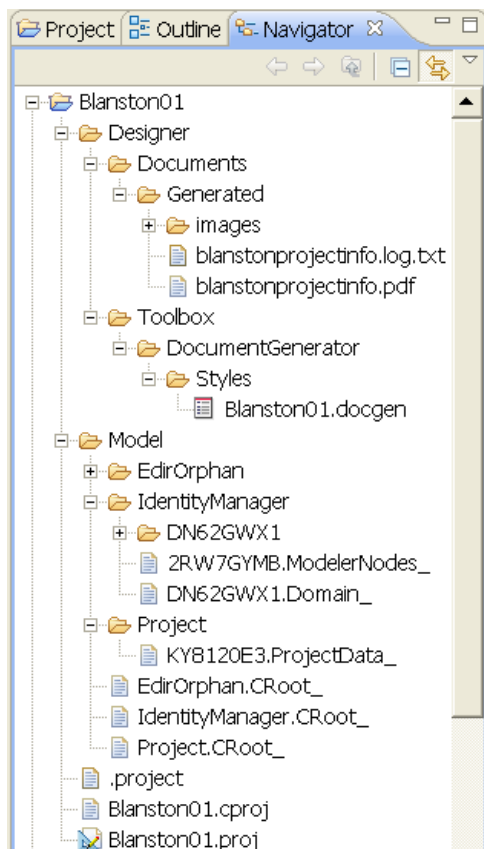 Project Outline Navigator
Blanston01
Designer
Documents
Generated
images
blanstonprojectinfo.log.txt
blanstonprojectinfo.pdf
Toolbox
DocumentGenerator
Styles
Blanston01.docgen
Model
EdirOrphan
IdentityManager
DN62GWX1
2RW7GYMB.ModelerNodes_
DN62GWX1.Domain_
Project
KY8120E3.ProjectData_
EdirOrphan.CRoot_
IdentityManager.CRoot_
Project.CRoot_
.project
Blanston01.cproj
Blanston01.proj